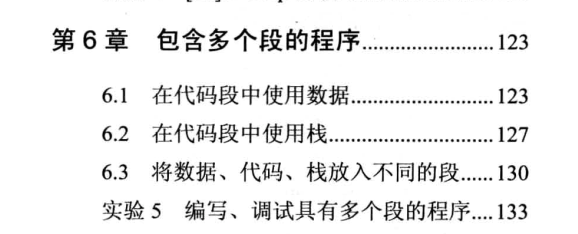 第6章 包含多个段的程序........................123
6.1 在代码段中使用数据..........................123
6.2 在代码段中使用栈..............................127
6.3 将数据、代码、栈放入不同的段......130
实验5 编写、调试具有多个段的程序....133